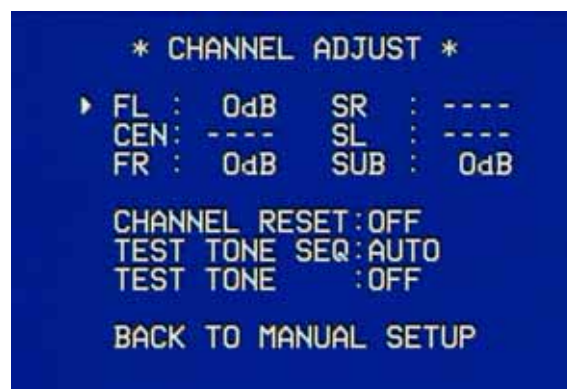 * CHANNEL ADJUST *
FL : 0dB SR : ----
CEN: ---- SL : ----
FR : 0dB SUB : 0dB
CHANNEL RESET:OFF
TEST TONE SEQ:AUTO
TEST TONE :OFF
BACK TO MANUAL SETUP